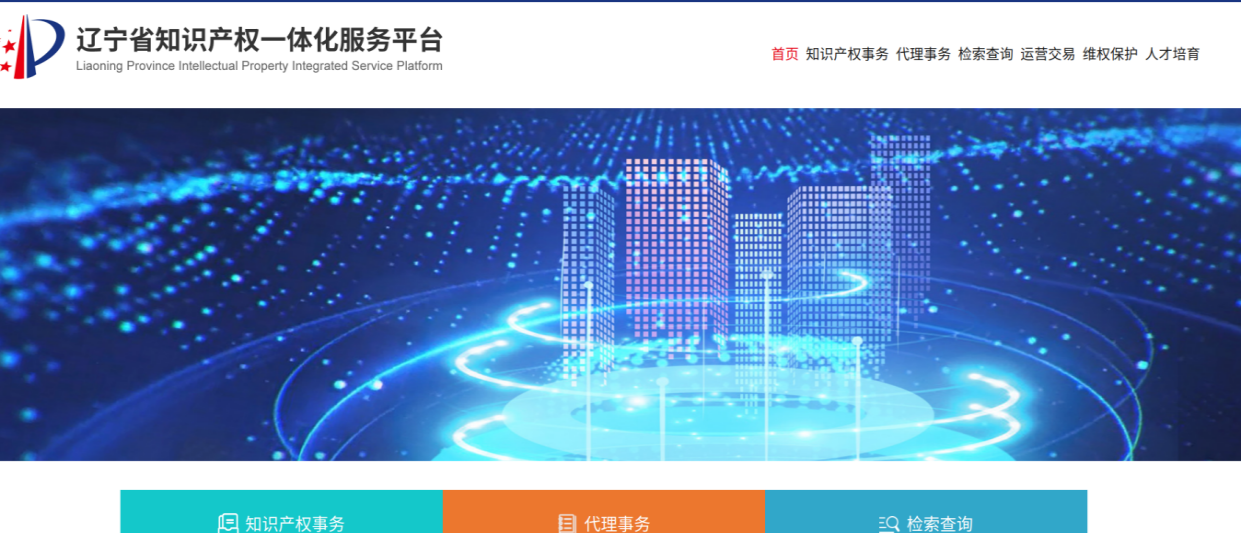 辽宁省知识产权一体化服务平台
Liaoning Province Intellectual Property Integrated Service Platform
首页 知识产权事务 代理事务 检索查询 运营交易 维权保护 人才培育
知识产权事务 代理事务 检索查询